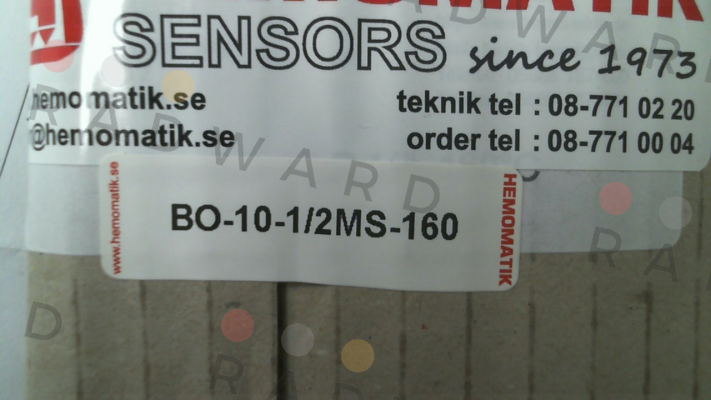 SENSORS since 1973
hemomatik.se teknik tel : 08-771 02 20
@hemomatik.se order tel : 08-771 00 04
www.hemomatik.se
BO-10-1/2MS-160
HEMOMATIK
RADWARD